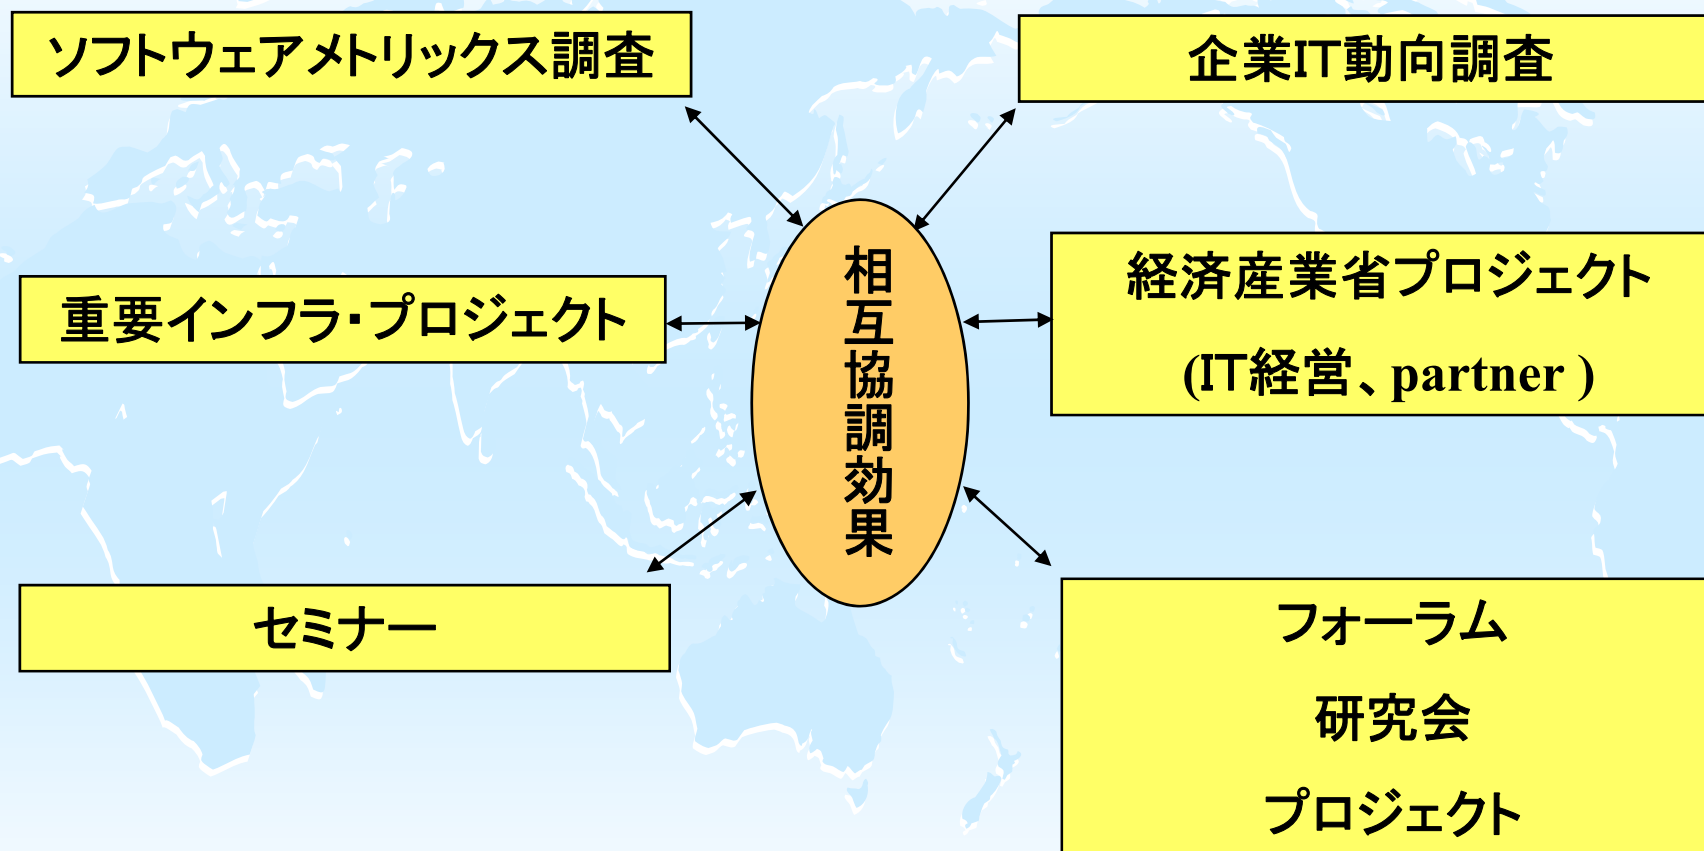 ソフトウェアメトリックス調査
企業IT動向調査
重要インフラ・プロジェクト
相互協調効果
経済産業省プロジェクト
(IT経営、partner )
セミナー
フォーラム
研究会
プロジェクト